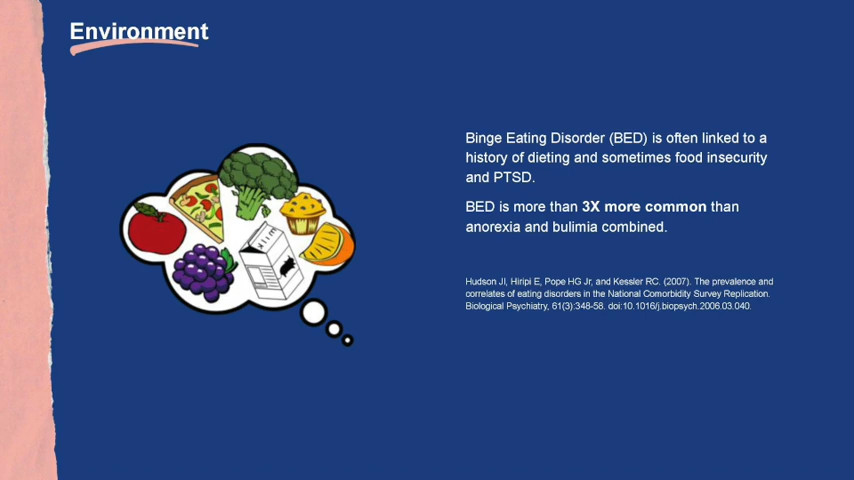 Environment
Binge Eating Disorder (BED) is often linked to a
history of dieting and sometimes food insecurity
and PTSD.
BED is more than 3X more common than
anorexia and bulimia combined.
milk
Hudson JI, Hiripi E, Pope HG Jr, and Kessler RC. (2007). The prevalence and
correlates of eating disorders in the National Comorbidity Survey Replication.
Biological Psychiatry, 61(3):348-58. doi:10.1016/j.biopsych.2006.03.040.